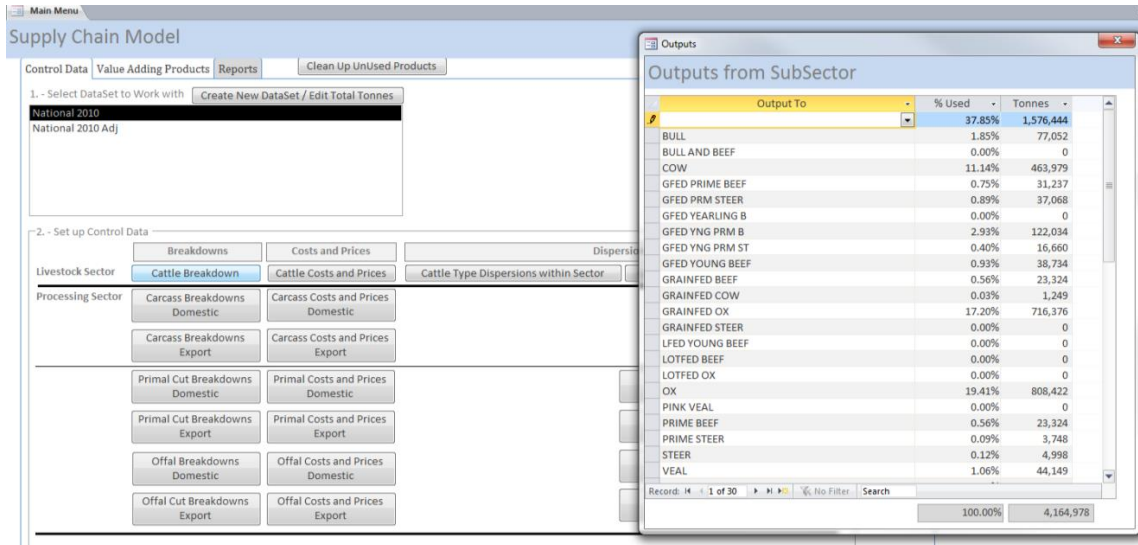 Main Menu
Supply Chain Model
Control Data Value Adding Products Reports Clean Up UnUsed Products
1. - Select DataSet to Work with Create New DataSet / Edit Total Tonnes
National 2010
National 2010 Adj
2. - Set up Control Data
Breakdowns Costs and Prices
Livestock Sector Cattle Breakdown Cattle Costs and Prices Cattle Type Dispersions within Sector
Processing Sector
Carcass Breakdowns Domestic Carcass Costs and Prices Domestic
Carcass Breakdowns Export Carcass Costs and Prices Export
Primal Cut Breakdowns Domestic Primal Costs and Prices Domestic
Primal Cut Breakdowns Export Primal Costs and Prices Export
Offal Breakdowns Domestic Offal Costs and Prices Domestic
Offal Cut Breakdowns Export Offal Costs and Prices Export
Outputs
Outputs from SubSector
Output To % Used Tonnes
37.85% 1,576,444
BULL 1.85% 77,052
BULL AND BEEF 0.00% 0
COW 11.14% 463,979
GFED PRIME BEEF 0.75% 31,237
GFED PRM STEER 0.89% 37,068
GFED YEARLING B 0.00% 0
GFED YNG PRM B 2.93% 122,034
GFED YNG PRM ST 0.40% 16,660
GFED YOUNG BEEF 0.93% 38,734
GRAINFED BEEF 0.56% 23,324
GRAINFED COW 0.03% 1,249
GRAINFED OX 17.20% 716,376
GRAINFED STEER 0.00% 0
LFED YOUNG BEEF 0.00% 0
LOTFED BEEF 0.00% 0
LOTFED OX 0.00% 0
OX 19.41% 808,422
PINK VEAL 0.00% 0
PRIME BEEF 0.56% 23,324
PRIME STEER 0.09% 3,748
STEER 0.12% 4,998
VEAL 1.06% 44,149
Record: 1 of 30 No Filter Search
100.00% 4,164,978